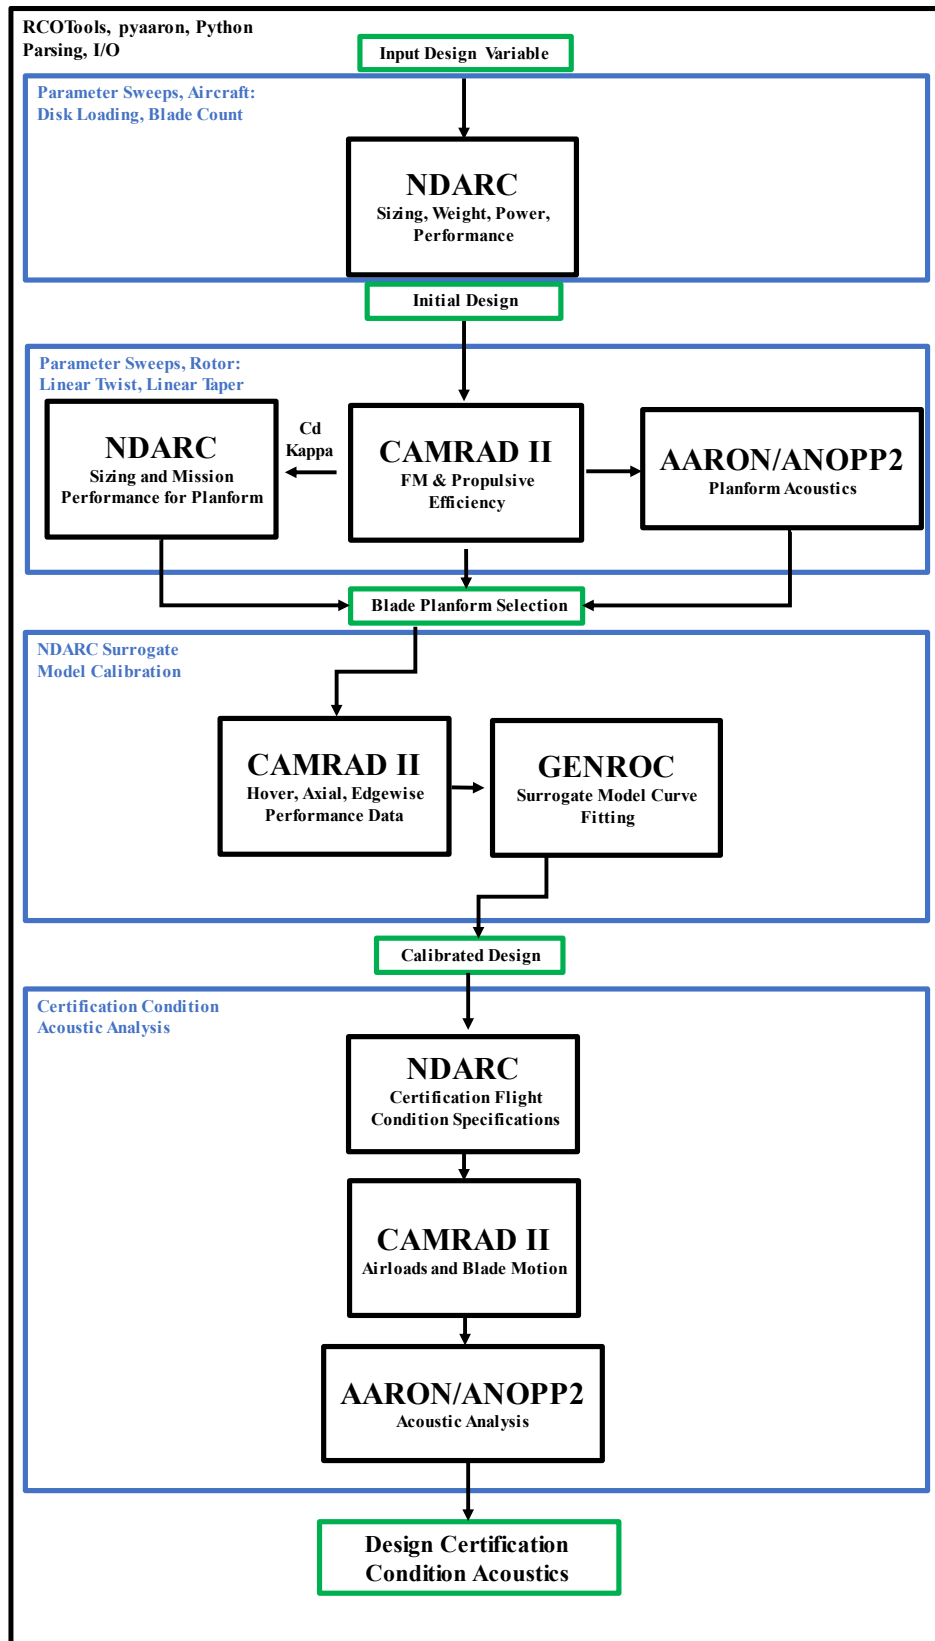 RCOTools, pyaaron, Python
Parsing, I/O
Input Design Variable
Parameter Sweeps, Aircraft:
Disk Loading, Blade Count
NDARC
Sizing, Weight, Power,
Performance
Initial Design
Parameter Sweeps, Rotor:
Linear Twist, Linear Taper
NDARC
Sizing and Mission
Performance for Planform
Cd
Kappa
CAMRAD II
FM & Propulsive
Efficiency
AARON/ANOPP2
Planform Acoustics
Blade Planform Selection
NDARC Surrogate
Model Calibration
CAMRAD II
Hover, Axial, Edgewise
Performance Data
GENROC
Surrogate Model Curve
Fitting
Calibrated Design
Certification Condition
Acoustic Analysis
NDARC
Certification Flight
Condition Specifications
CAMRAD II
Airloads and Blade Motion
AARON/ANOPP2
Acoustic Analysis
Design Certification
Condition Acoustics